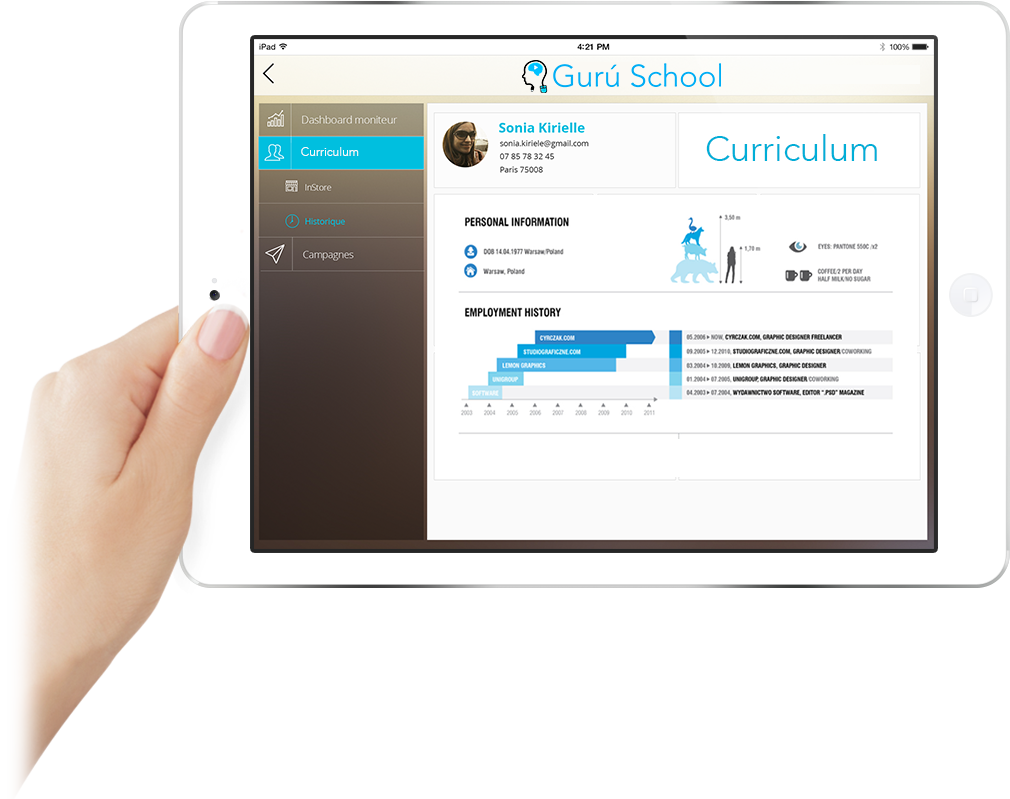 iPad 4:21 PM 100%
Gurú School
Dashboard moniteur
Curriculum
InStore
Historique
Campagnes
Sonia Kirielle
sonia.kiriele@gmail.com
07 85 78 32 45
Paris 75008
Curriculum
PERSONAL INFORMATION
DOB 14.04.1977 Warsaw/Poland
Warsaw, Poland
3,50 m
1,70 m
EYES: PANTONE 550C /x2
COFFEE/2 PER DAY
HALF MILK/NO SUGAR
EMPLOYMENT HISTORY
CYRCZAK.COM
STUDIOGRAFICZNE.COM
LEMON GRAPHICS
UNIGROUP
SOFTWARE
2003 2004 2005 2006 2007 2008 2009 2010 2011
05.2006 ▸ NOW, CYRCZAK.COM, GRAPHIC DESIGNER FREELANCER
09.2005 ▸ 12.2010, STUDIOGRAFICZNE.COM, GRAPHIC DESIGNER COWORKING
03.2004 ▸ 10.2009, LEMON GRAPHICS, GRAPHIC DESIGNER
01.2004 ▸ 07.2005, UNIGROUP, GRAPHIC DESIGNER COWORKING
04.2003 ▸ 07.2004, WYDAWNICTWO SOFTWARE, EDITOR ".PSD" MAGAZINE